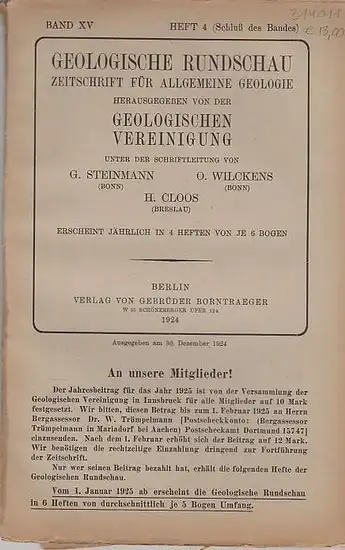 BAND XV HEFT 4 (Schluß des Bandes)
314011
€ 13,00
GEOLOGISCHE RUNDSCHAU
ZEITSCHRIFT FÜR ALLGEMEINE GEOLOGIE
HERAUSGEGEBEN VON DER
GEOLOGISCHEN
VEREINIGUNG
UNTER DER SCHRIFTLEITUNG VON
G. STEINMANN O. WILCKENS
(BONN) (BONN)
H. CLOOS
(BRESLAU)
ERSCHEINT JÄHRLICH IN 4 HEFTEN VON JE 6 BOGEN
BERLIN
VERLAG VON GEBRÜDER BORNTRAEGER
W 35 SCHÖNEBERGER UFER 12a
1924
Ausgegeben am 30. Dezember 1924
An unsere Mitglieder!
Der Jahresbeitrag für das Jahr 1925 ist von der Versammlung der
Geologischen Vereinigung in Innsbruck für alle Mitglieder auf 10 Mark
festgesetzt. Wir bitten, diesen Betrag bis zum 1. Februar 1925 an Herrn
Bergassessor Dr. W. Trümpelmann [Postscheckkonto: (Bergassessor
Trümpelmann in Mariadorf bei Aachen) Postscheckamt Dortmund 15747]
einzusenden. Nach dem 1. Februar erhöht sich der Beitrag auf 12 Mark.
Wir benötigen die rechtzeitige Einzahlung dringend zur Fortführung
der Zeitschrift.
Nur wer seinen Beitrag bezahlt hat, erhält die folgenden Hefte der
Geologischen Rundschau.
Vom 1. Januar 1925 ab erscheint die Geologische Rundschau
in 6 Heften von durchschnittlich je 5 Bogen Umfang.